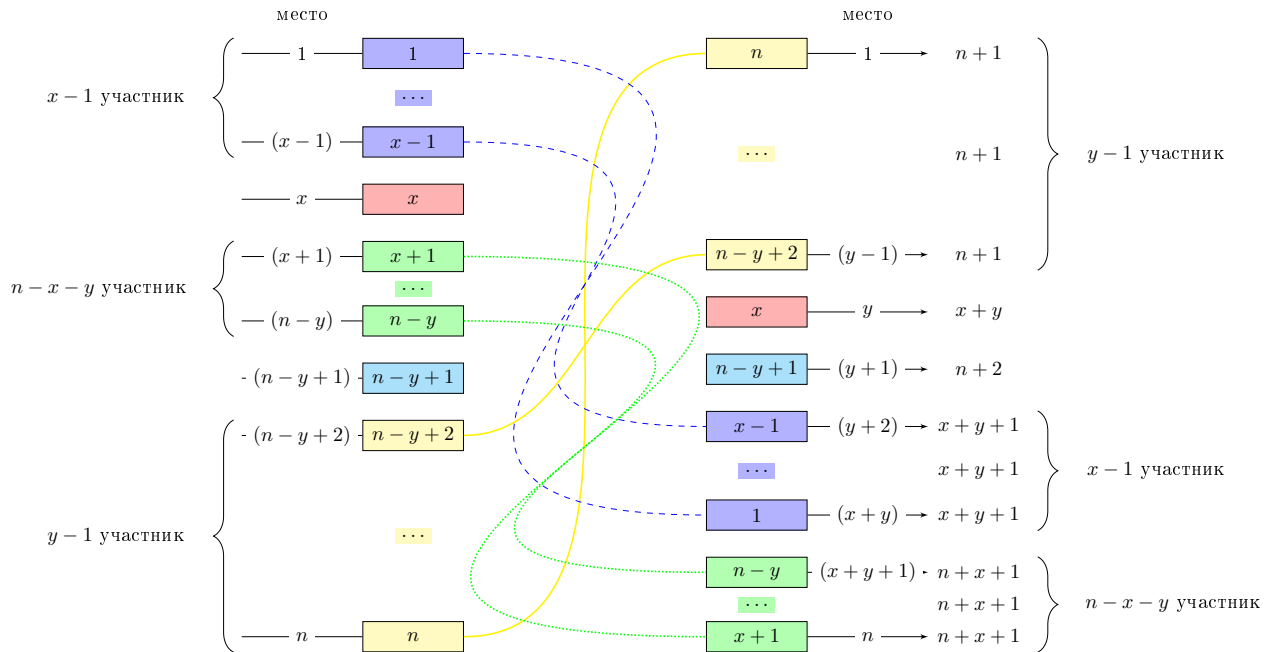 место место
1 1 n 1 n + 1
x − 1 участник ··· 
(x − 1) x − 1 ··· n + 1 y − 1 участник
x x
(x + 1) x + 1 n − y + 2 (y − 1) n + 1
n − x − y участник ···
(n − y) n − y x y x + y
(n − y + 1) n − y + 1 n − y + 1 (y + 1) n + 2
(n − y + 2) n − y + 2 x − 1 (y + 2) x + y + 1
··· x + y + 1 x − 1 участник
1 (x + y) x + y + 1
y − 1 участник ···
n − y (x + y + 1) n + x + 1
··· n + x + 1 n − x − y участник
n n x + 1 n n + x + 1